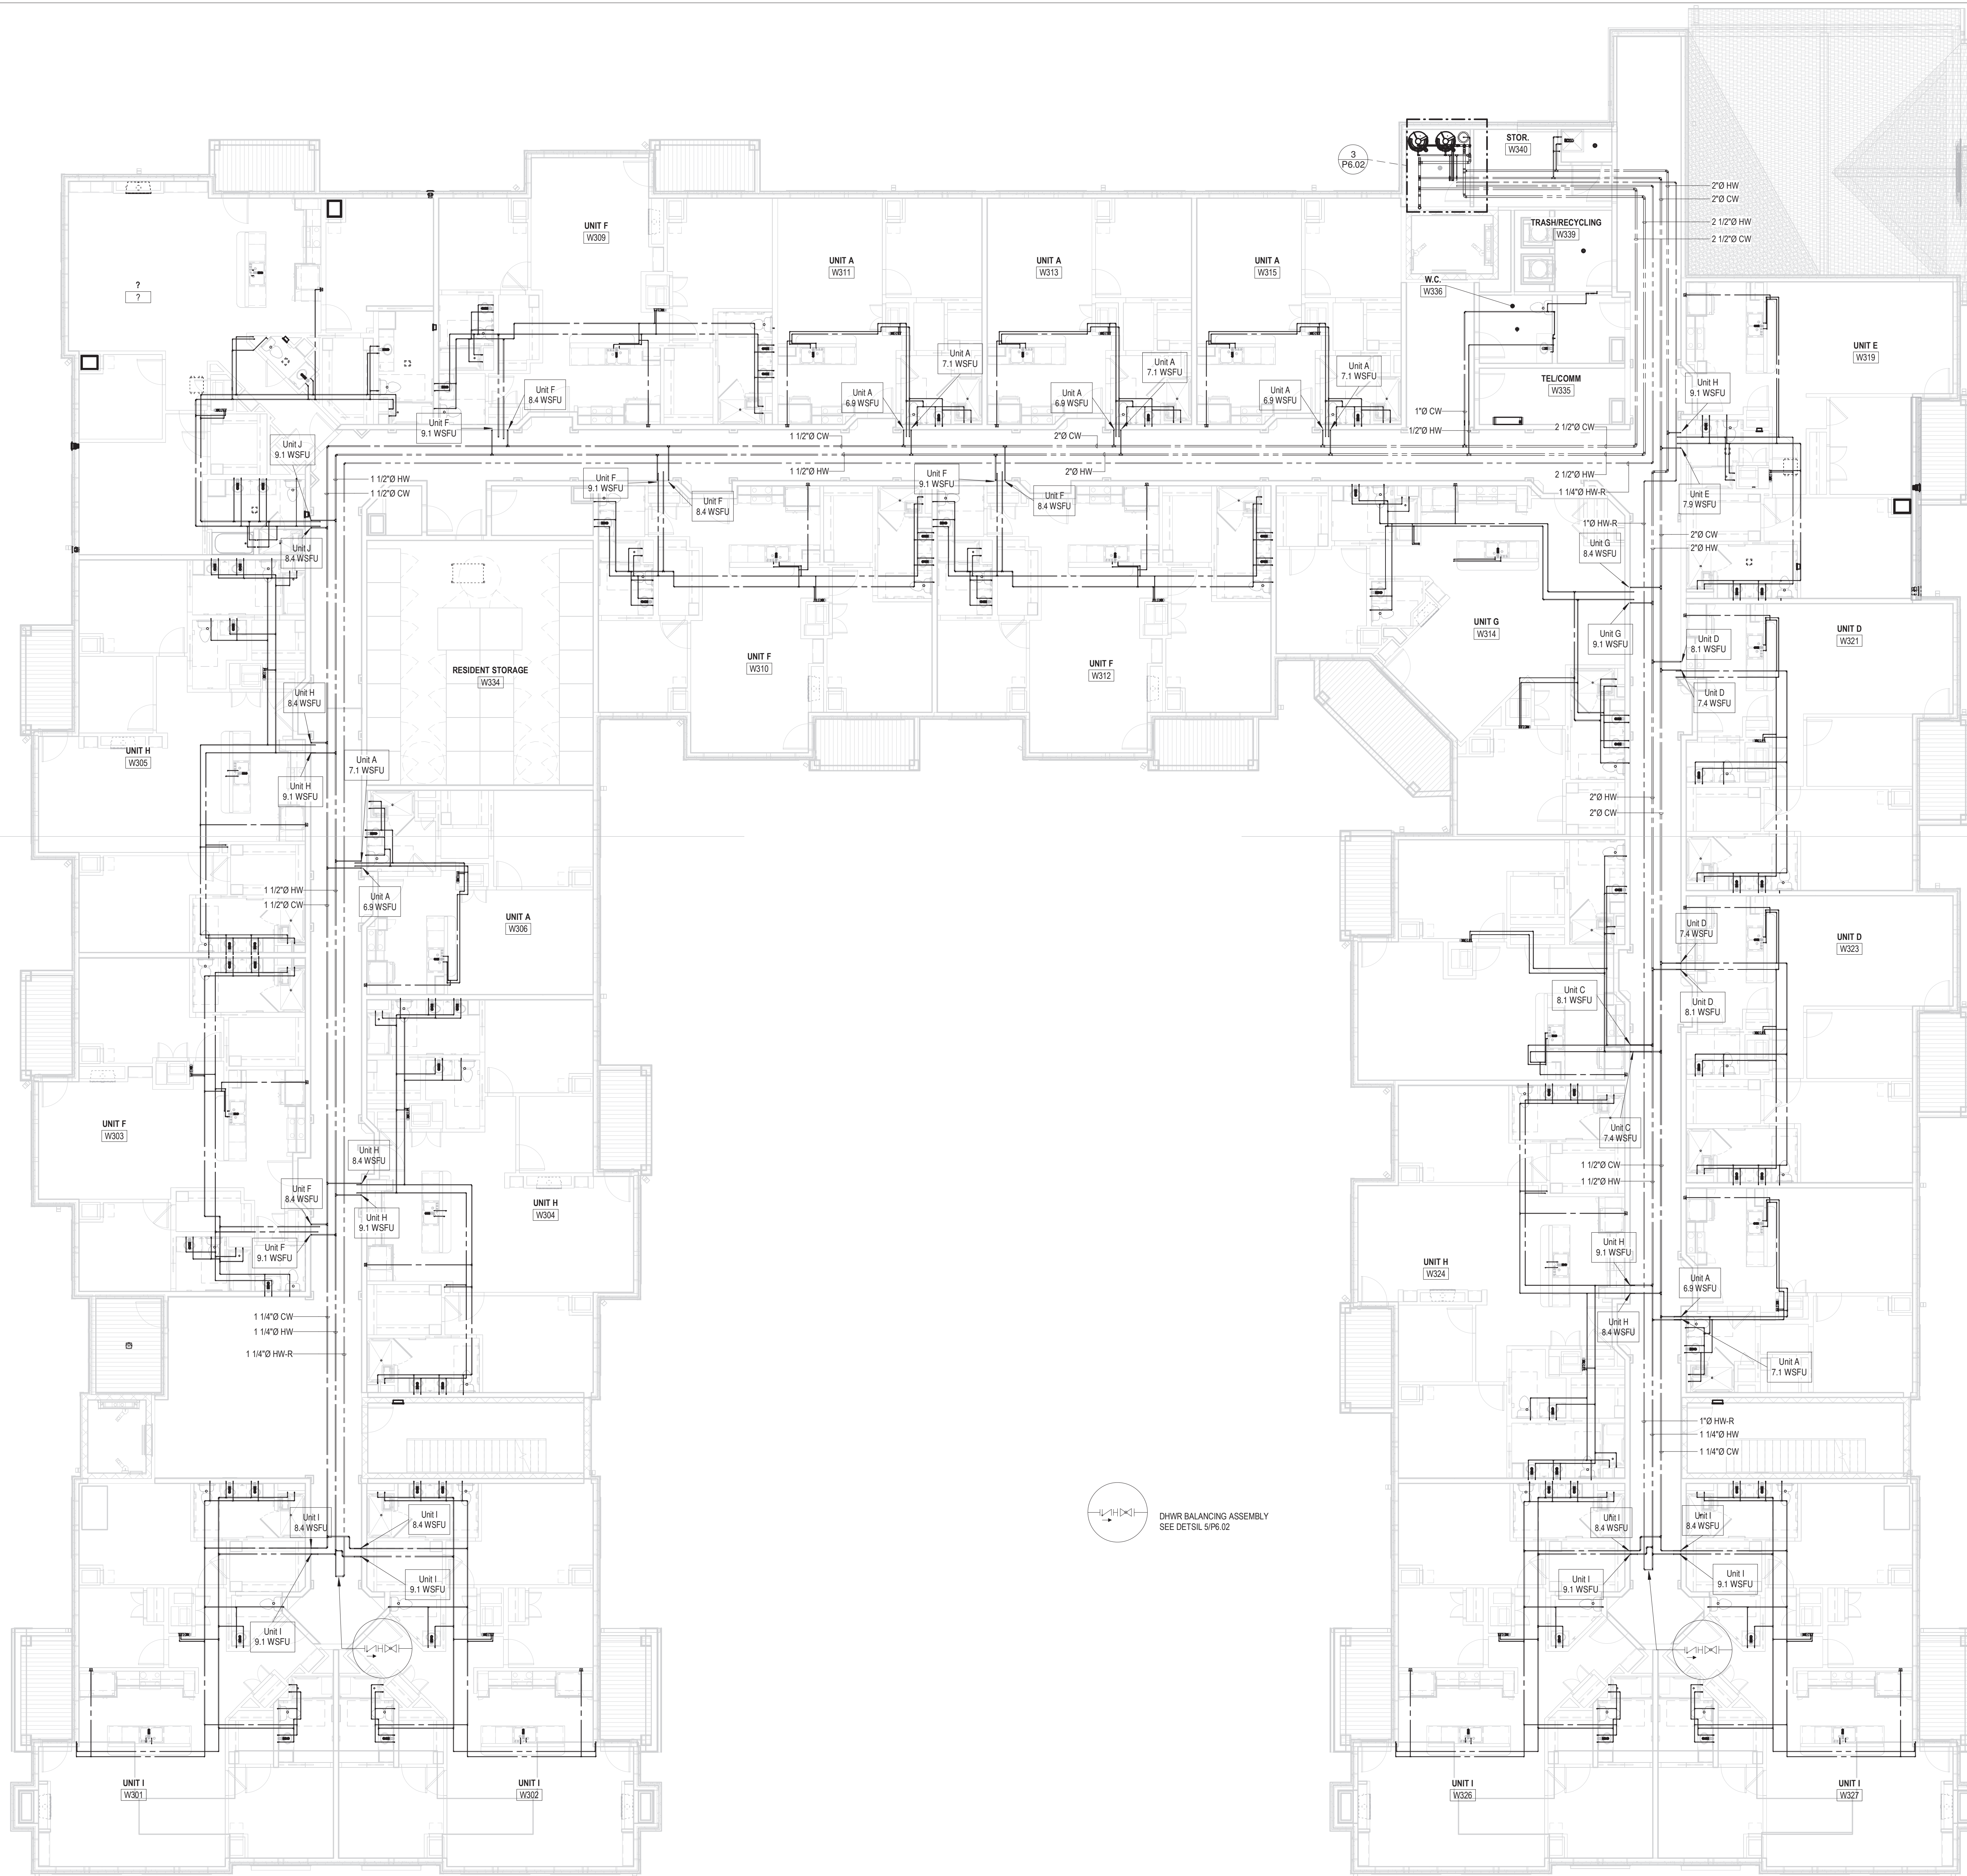 3
P6.02
STOR.
W340
2"Ø HW
2"Ø CW
2 1/2"Ø HW
2 1/2"Ø CW
TRASH/RECYCLING
W339
UNIT F
W309
UNIT A
W311
UNIT A
W313
UNIT A
W315
W.C.
W336
?
?
UNIT E
W319
TEL/COMM
W335
Unit A
7.1 WSFU
Unit A
7.1 WSFU
Unit A
7.1 WSFU
Unit F
8.4 WSFU
Unit A
6.9 WSFU
Unit A
6.9 WSFU
Unit A
6.9 WSFU
Unit H
9.1 WSFU
Unit F
9.1 WSFU
1"Ø CW
1/2"Ø HW
1 1/2"Ø CW
2"Ø CW
2 1/2"Ø CW
Unit J
9.1 WSFU
1 1/2"Ø HW
2"Ø HW
2 1/2"Ø HW
1 1/2"Ø HW
1 1/2"Ø CW
Unit F
9.1 WSFU
Unit F
8.4 WSFU
Unit F
9.1 WSFU
Unit F
8.4 WSFU
1 1/4"Ø HW-R
Unit E
7.9 WSFU
1"Ø HW-R
2"Ø CW
2"Ø HW
Unit J
8.4 WSFU
Unit G
8.4 WSFU
UNIT G
W314
Unit G
9.1 WSFU
Unit D
8.1 WSFU
UNIT D
W321
RESIDENT STORAGE
W334
UNIT F
W310
UNIT F
W312
Unit H
8.4 WSFU
Unit D
7.4 WSFU
UNIT H
W305
Unit A
7.1 WSFU
Unit H
9.1 WSFU
2"Ø HW
2"Ø CW
1 1/2"Ø HW
1 1/2"Ø CW
Unit A
6.9 WSFU
UNIT A
W306
Unit D
7.4 WSFU
UNIT D
W323
Unit C
8.1 WSFU
Unit D
8.1 WSFU
UNIT F
W303
Unit C
7.4 WSFU
Unit H
8.4 WSFU
1 1/2"Ø CW
1 1/2"Ø HW
Unit F
8.4 WSFU
UNIT H
W304
Unit H
9.1 WSFU
Unit F
9.1 WSFU
Unit H
9.1 WSFU
UNIT H
W324
Unit A
6.9 WSFU
1 1/4"Ø CW
1 1/4"Ø HW
1 1/4"Ø HW-R
Unit H
8.4 WSFU
Unit A
7.1 WSFU
1"Ø HW-R
1 1/4"Ø HW
1 1/4"Ø CW
Unit I
8.4 WSFU
Unit I
8.4 WSFU
DHWR BALANCING ASSEMBLY
SEE DETSIL 5/P6.02
Unit I
8.4 WSFU
Unit I
8.4 WSFU
Unit I
9.1 WSFU
Unit I
9.1 WSFU
Unit I
9.1 WSFU
Unit I
9.1 WSFU
UNIT I
W301
UNIT I
W302
UNIT I
W326
UNIT I
W327